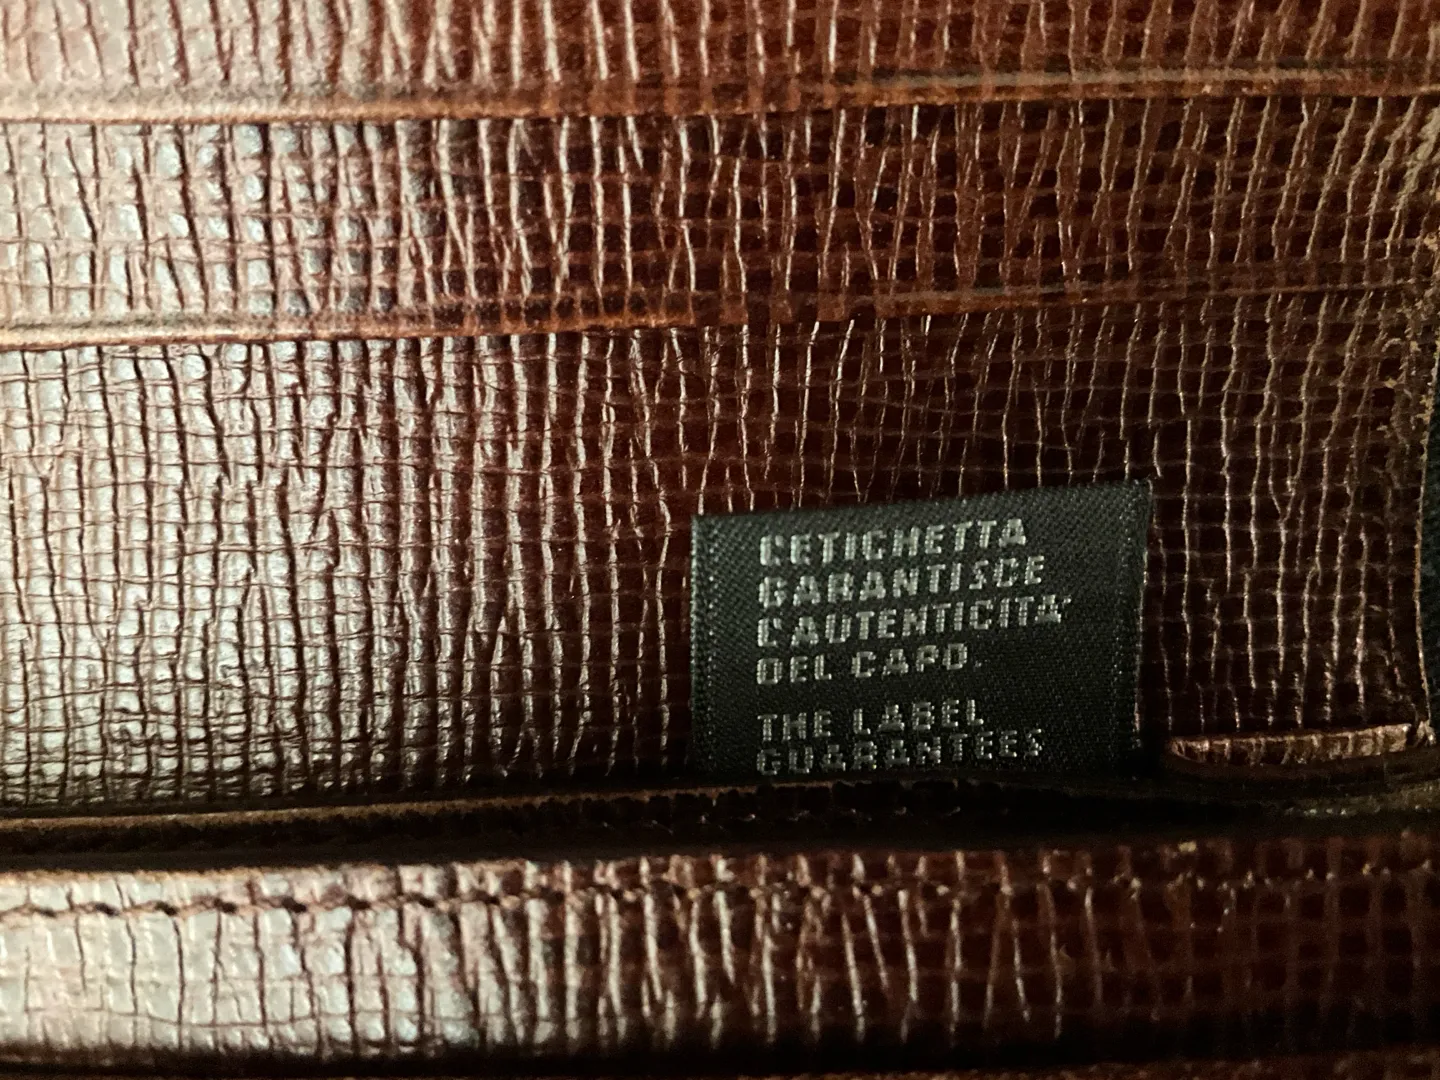 L'ETICHETTA
GARANTISCE
L'AUTENTICITA'
DEL CAPO.
THE LABEL
GUARANTEES